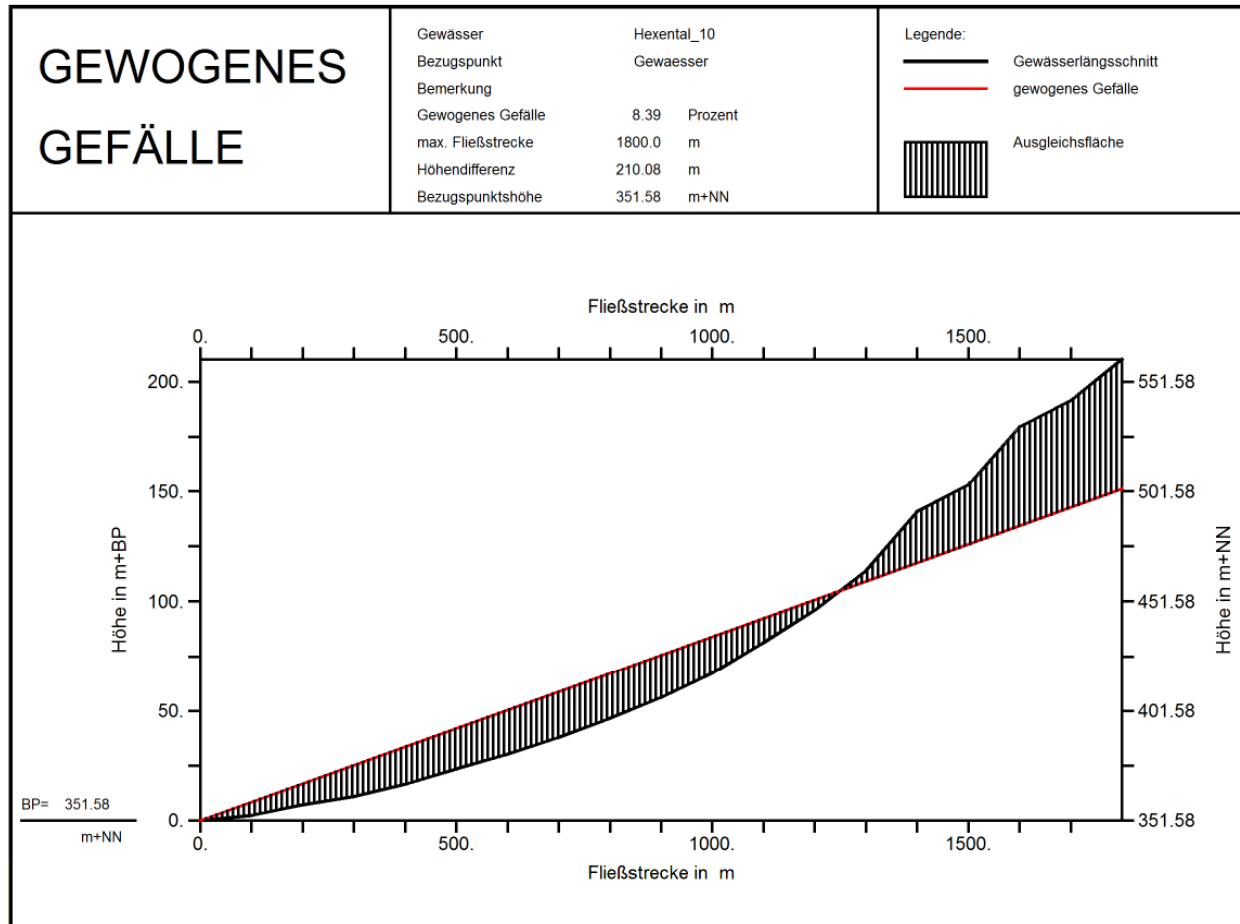 GEWOGENES
GEFÄLLE
Gewässer Hexental_10
Bezugspunkt Gewaesser
Bemerkung
Gewogenes Gefälle 8.39 Prozent
max. Fließstrecke 1800.0 m
Höhendifferenz 210.08 m
Bezugspunktshöhe 351.58 m+NN
Legende:
Gewässerlängsschnitt
gewogenes Gefälle
Ausgleichsfläche
Fließstrecke in m
0. 500. 1000. 1500.
200. 551.58
150. 501.58
100. 451.58
50. 401.58
0. 351.58
Höhe in m+BP
Höhe in m+NN
BP= 351.58
m+NN
0. 500. 1000. 1500.
Fließstrecke in m